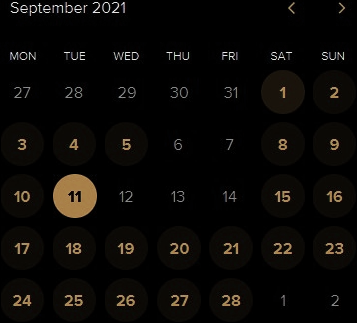 September 2021
MON TUE WED THU FRI SAT SUN
27 28 29 30 31 1 2
3 4 5 6 7 8 9
10 11 12 13 14 15 16
17 18 19 20 21 22 23
24 25 26 27 28 1 2